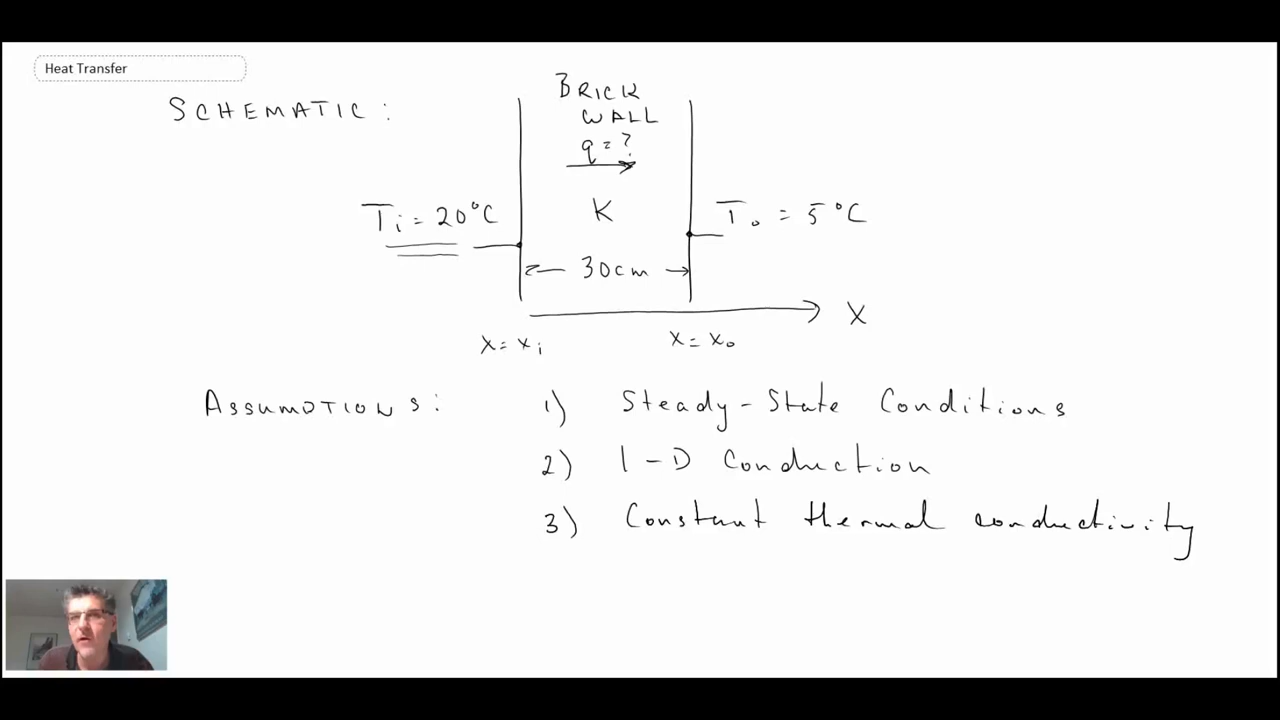 Heat Transfer
SCHEMATIC:
BRICK
WALL
q = ?
Ti = 20°C
K
To = 5°C
30cm
X
x = xi
x = xo
ASSUMOTIONS:
1) Steady-State Conditions
2) 1-D Conduction
3) Constant thermal conductivity